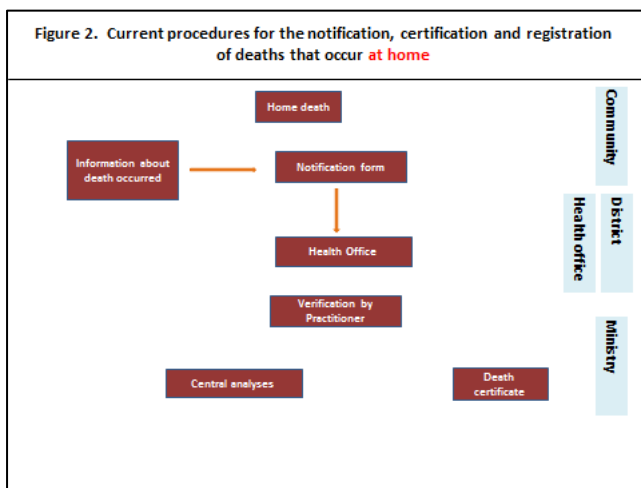 Figure 2. Current procedures for the notification, certification and registration
of deaths that occur at home
Home death
Community
Information about
death occurred
Notification form
Health office
District
Health Office
Verification by
Practitioner
Ministry
Central analyses
Death
certificate